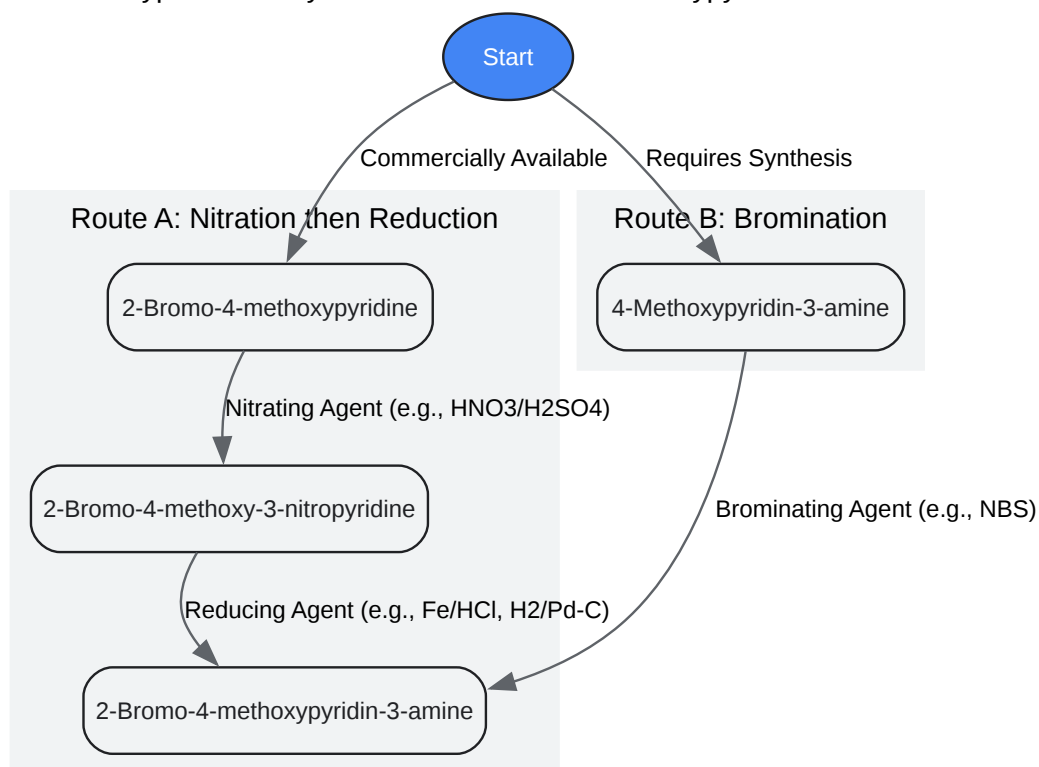 Start
Commercially Available
Requires Synthesis
Route A: Nitration then Reduction
Route B: Bromination
2-Bromo-4-methoxypyridine
4-Methoxypyridin-3-amine
Nitrating Agent (e.g., HNO3/H2SO4)
2-Bromo-4-methoxy-3-nitropyridine
Brominating Agent (e.g., NBS)
Reducing Agent (e.g., Fe/HCl, H2/Pd-C)
2-Bromo-4-methoxypyridin-3-amine